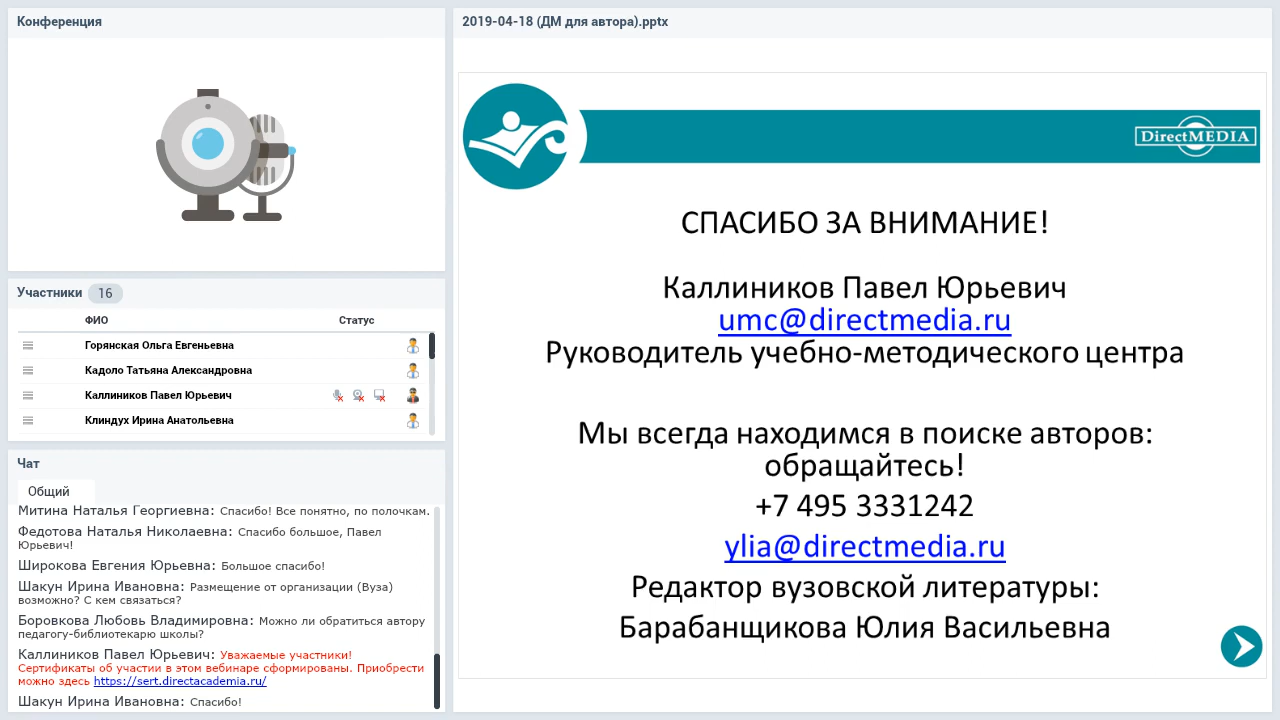 Конференция
Участники 16
ФИО Статус
Горянская Ольга Евгеньевна
Кадоло Татьяна Александровна
Каллиников Павел Юрьевич
Клиндух Ирина Анатольевна
Чат
Общий
Митина Наталья Георгиевна: Спасибо! Все понятно, по полочкам.
Федотова Наталья Николаевна: Спасибо большое, Павел
Юрьевич!
Широкова Евгения Юрьевна: Большое спасибо!
Шакун Ирина Ивановна: Размещение от организации (Вуза)
возможно? С кем связаться?
Боровкова Любовь Владимировна: Можно ли обратиться автору
педагогу-библиотекарю школы?
Каллиников Павел Юрьевич: Уважаемые участники!
Сертификаты об участии в этом вебинаре сформированы. Приобрести
можно здесь https://sert.directacademia.ru/
Шакун Ирина Ивановна: Спасибо!
2019-04-18 (ДМ для автора).pptx
DirectMEDIA
СПАСИБО ЗА ВНИМАНИЕ!
Каллиников Павел Юрьевич
umc@directmedia.ru
Руководитель учебно-методического центра
Мы всегда находимся в поиске авторов:
обращайтесь!
+7 495 3331242
ylia@directmedia.ru
Редактор вузовской литературы:
Барабанщикова Юлия Васильевна